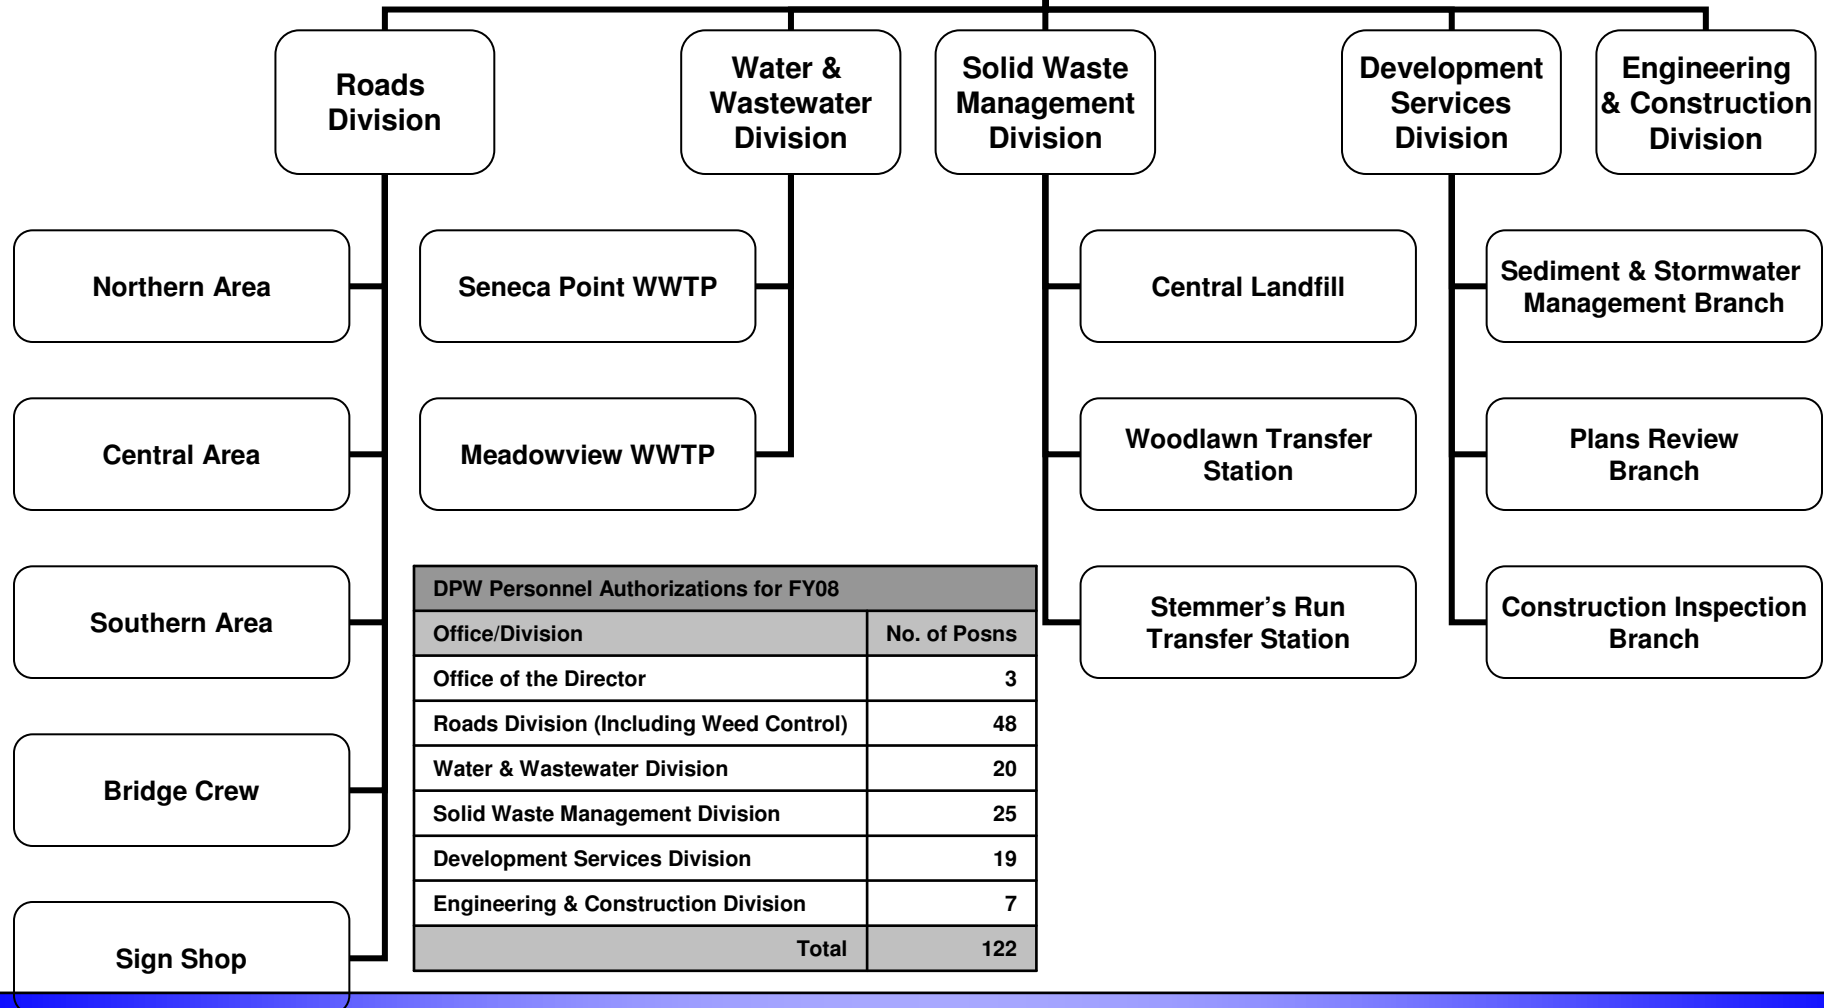 Roads
Division
Water &
Wastewater
Division
Solid Waste
Management
Division
Development
Services
Division
Engineering
& Construction
Division
Northern Area
Seneca Point WWTP
Central Landfill
Sediment & Stormwater
Management Branch
Central Area
Meadowview WWTP
Woodlawn Transfer
Station
Plans Review
Branch
Southern Area
Stemmer’s Run
Transfer Station
Construction Inspection
Branch
Bridge Crew
Sign Shop
DPW Personnel Authorizations for FY08
Office/Division No. of Posns
Office of the Director 3
Roads Division (Including Weed Control) 48
Water & Wastewater Division 20
Solid Waste Management Division 25
Development Services Division 19
Engineering & Construction Division 7
Total 122